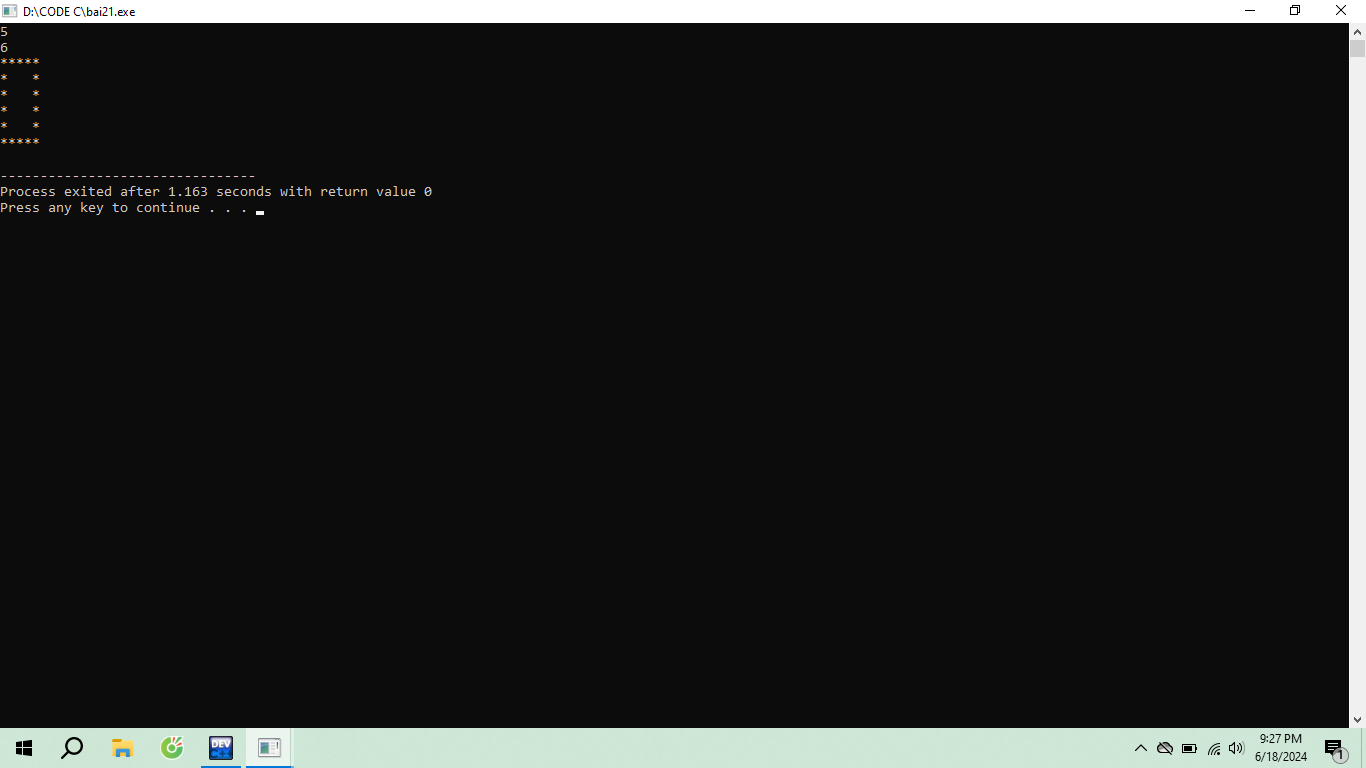 D:\CODE C\bai21.exe
5
6
*****
*   *
*   *
*   *
*   *
*****
--------------------------------
Process exited after 1.163 seconds with return value 0
Press any key to continue . . .
DEV
C++
9:27 PM
6/18/2024
1